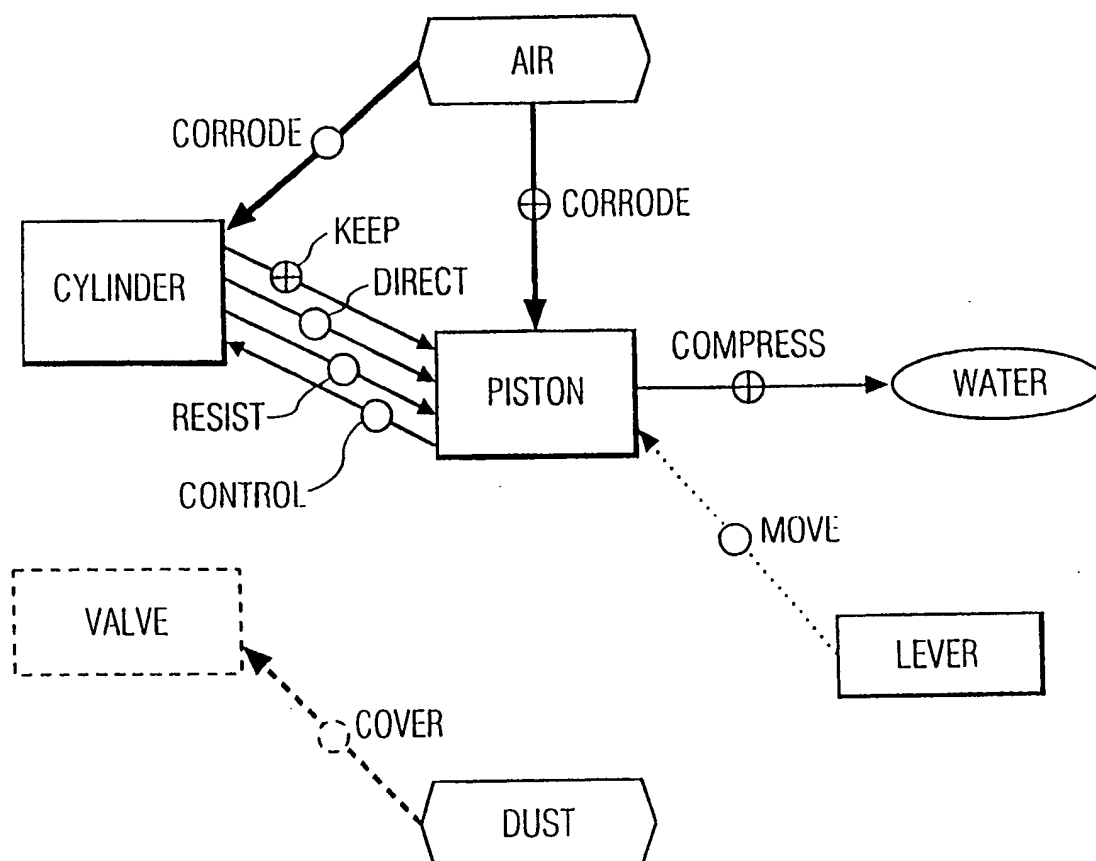 AIR
CORRODE
CORRODE
KEEP
CYLINDER
DIRECT
COMPRESS
PISTON
WATER
RESIST
CONTROL
MOVE
VALVE
LEVER
COVER
DUST